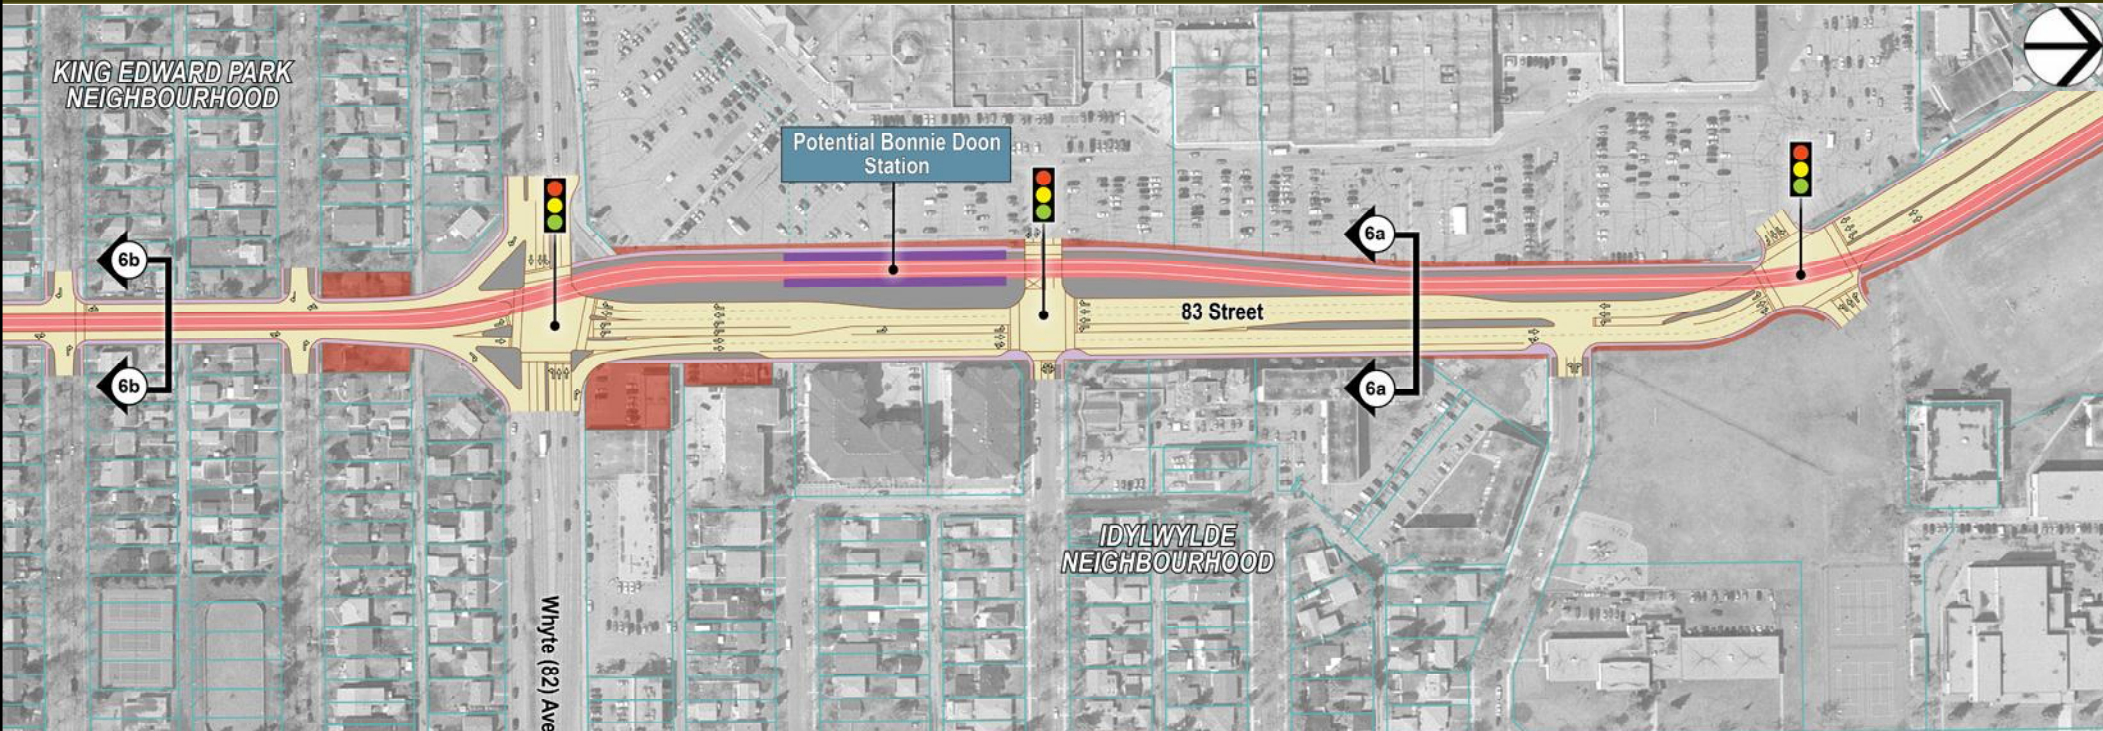 KING EDWARD PARK
NEIGHBOURHOOD
Potential Bonnie Doon
Station
6b
6a
83 Street
6b
6a
IDYLWYLDE
NEIGHBOURHOOD
Whyte (82) Ave